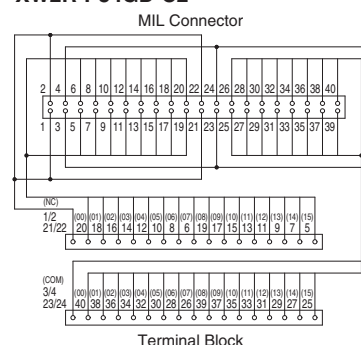 MIL Connector
2 4 6 8 10 12 14 16 18 20 22 24 26 28 30 32 34 36 38 40
1 3 5 7 9 11 13 15 17 19 21 23 25 27 29 31 33 35 37 39
(NC)
1/2
21/22
(00) (01) (02) (03) (04) (05) (06) (07) (08) (09) (10) (11) (12) (13) (14) (15)
20 18 16 14 12 10 8 6 19 17 15 13 11 9 7 5
(COM)
3/4
23/24
(00) (01) (02) (03) (04) (05) (06) (07) (08) (09) (10) (11) (12) (13) (14) (15)
40 38 36 34 32 30 28 26 39 37 35 33 31 29 27 25
Terminal Block